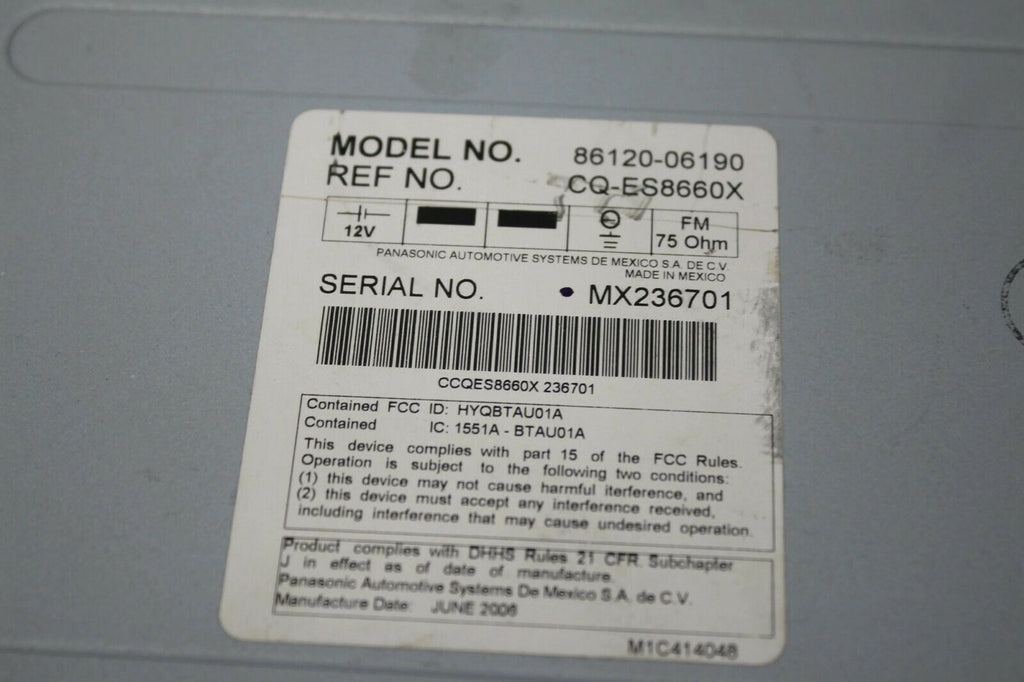 MODEL NO. 86120-06190
REF NO. CQ-ES8660X
12V
FM
75 Ohm
PANASONIC AUTOMOTIVE SYSTEMS DE MEXICO S.A. DE C.V.
MADE IN MEXICO
SERIAL NO. MX236701
CCQES8660X 236701
Contained FCC ID: HYQBTAU01A
Contained IC: 1551A - BTAU01A
This device complies with part 15 of the FCC Rules.
Operation is subject to the following two conditions:
(1) this device may not cause harmful iterference, and
(2) this device must accept any interference received,
including interference that may cause undesired operation.
Product complies with DHHS Rules 21 CFR Subchapter
J in effect as of date of manufacture.
Panasonic Automotive Systems De Mexico S.A. de C.V.
Manufacture Date: JUNE 2006
M1C414048